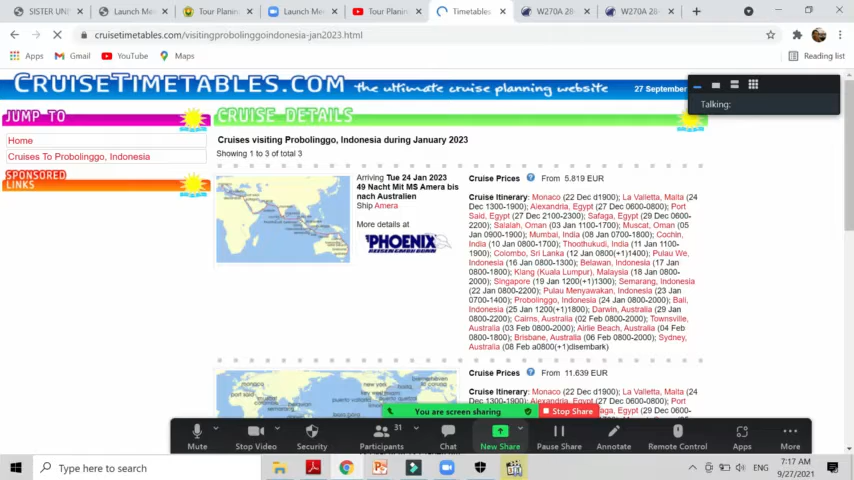 SISTER UN
Launch Me
Tour Planin
Launch Me
Tour Planin
Timetables
W270A 28
W270A 28
cruisetimetables.com/visitingprobolinggoindonesia-jan2023.html
Apps
Gmail
YouTube
Maps
Reading list
CRUISETIMETABLES.COM the ultimate cruise planning website
27 September
Talking:
JUMP TO
Home
Cruises To Probolinggo, Indonesia
SPONSORED
LINKS
CRUISE DETAILS
Cruises visiting Probolinggo, Indonesia during January 2023
Showing 1 to 3 of total 3
Arriving Tue 24 Jan 2023
49 Nacht Mit MS Amera bis
nach Australien
Ship Amera.
More details at
PHOENIX
Cruise Prices ? From 5.819 EUR
Cruise Itinerary: Monaco (22 Dec d1900); La Valletta, Malta (24
Dec 1300-1900); Alexandria, Egypt (27 Dec 0600-0800); Port
Said, Egypt (27 Dec 2100-2300); Safaga, Egypt (29 Dec 0600-
2200); Salalah, Oman (03 Jan 1100-1700); Muscat, Oman (05
Jan 0900-1900); Mumbai, India (08 Jan 0700-1800); Cochin,
India (10 Jan 0800-1700); Thoothukudi, India (11 Jan 1100-
1900); Colombo, Sri Lanka (12 Jan 0800(+1)1400); Pulau We,
Indonesia (16 Jan 0800-1300); Belawan, Indonesia (17 Jan
0800-1800); Klang (Kuala Lumpur), Malaysia (18 Jan 0800-
2000); Singapore (19 Jan 1200(+1)1300); Semarang, Indonesia
(22 Jan 0800-2200); Pulau Menyawakan, Indonesia (23 Jan
0700-1400); Probolinggo, Indonesia (24 Jan 0800-2000); Bali,
Indonesia (25 Jan 1200(+1)1800); Darwin, Australia (29 Jan
0800-2200); Cairns, Australia (02 Feb 0800-2000); Townsville,
Australia (03 Feb 0800-2000); Airlie Beach, Australia (04 Feb
0800-1800); Brisbane, Australia (06 Feb 0800-2000); Sydney,
Australia (08 Feb a0800(+1)disembark)
Cruise Prices ? From 11.639 EUR
Cruise Itinerary: Monaco (22 Dec d1900); La Valletta, Malta (24
Dec 1300-1900); Alexandria, Egypt (27 Dec 0600-0800); Port
You are screen sharing
Stop Share
31
Mute
Stop Video
Security
Participants
Chat
New Share
Pause Share
Annotate
Remote Control
Apps
More
Type here to search
ENG
7:17 AM
9/27/2021